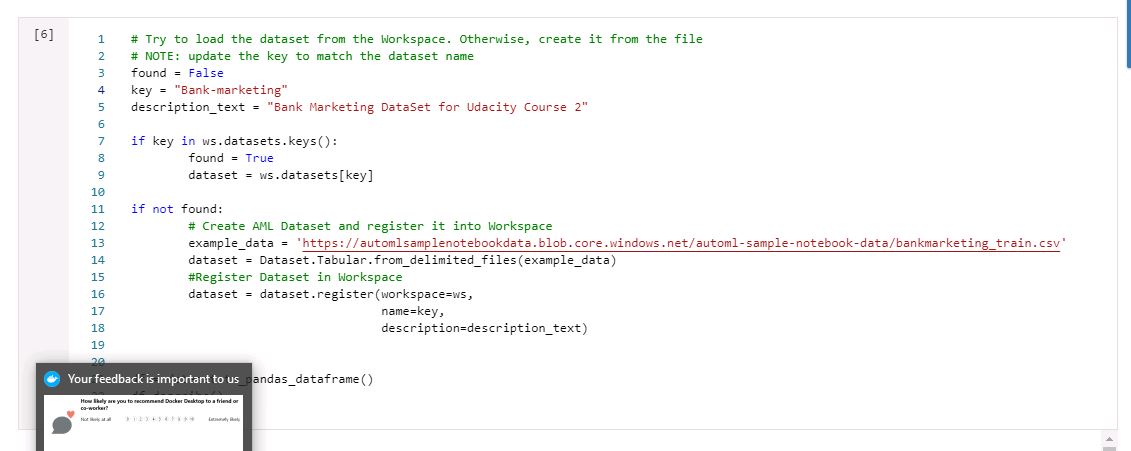 [6]
1 # Try to load the dataset from the Workspace. Otherwise, create it from the file
2 # NOTE: update the key to match the dataset name
3 found = False
4 key = "Bank-marketing"
5 description_text = "Bank Marketing DataSet for Udacity Course 2"
6
7 if key in ws.datasets.keys():
8 found = True
9 dataset = ws.datasets[key]
10
11 if not found:
12 # Create AML Dataset and register it into Workspace
13 example_data = 'https://automlsamplenotebookdata.blob.core.windows.net/automl-sample-notebook-data/bankmarketing_train.csv'
14 dataset = Dataset.Tabular.from_delimited_files(example_data)
15 #Register Dataset in Workspace
16 dataset = dataset.register(workspace=ws,
17 name=key,
18 description=description_text)
19
20
_pandas_dataframe()
Your feedback is important to us
How likely are you to recommend Docker Desktop to a friend or
co-worker?
Not likely at all 0 1 2 3 4 5 6 7 8 9 10 Extremely likely